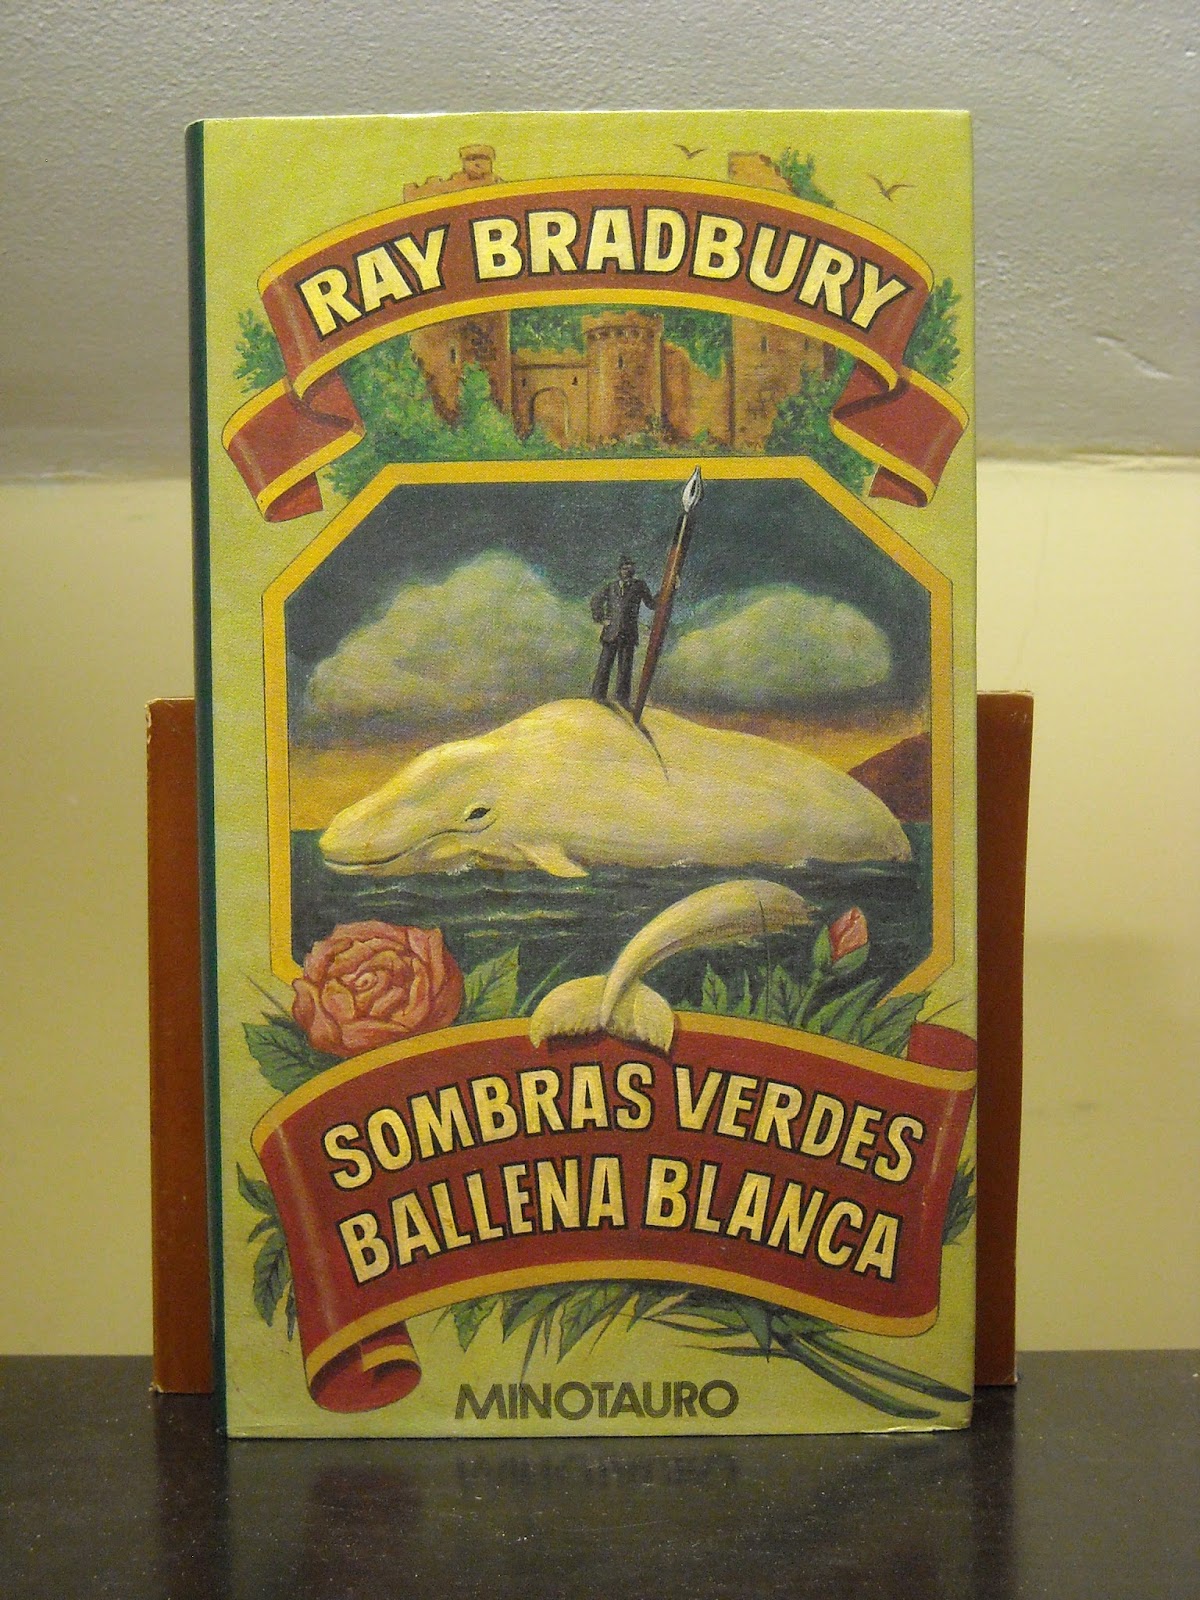 RAY BRADBURY
SOMBRAS VERDES
BALLENA BLANCA
MINOTAURO